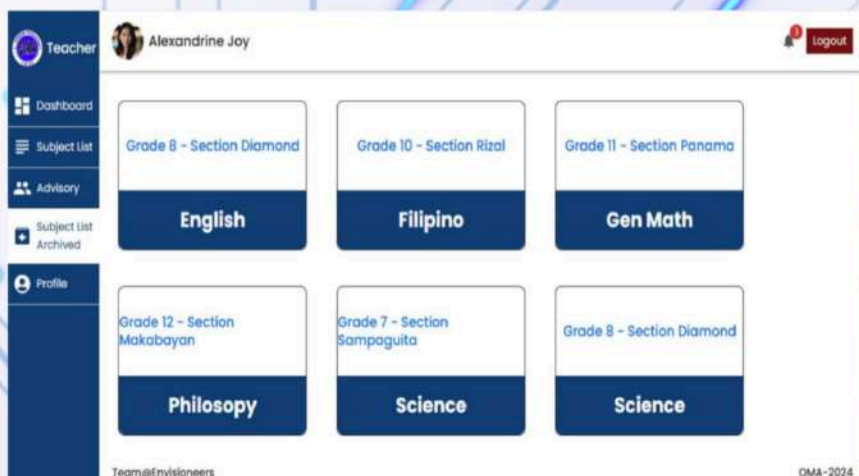 Teacher
Alexandrine Joy
Logout
Dashboard
Subject List
Advisory
Subject List
Archived
Profile
Grade 8 - Section Diamond
English
Grade 10 - Section Rizal
Filipino
Grade 11 - Section Panama
Gen Math
Grade 12 - Section
Makabayan
Philosopy
Grade 7 - Section
Sampaguita
Science
Grade 8 - Section Diamond
Science
Team@Envisioneers
OMA-2024